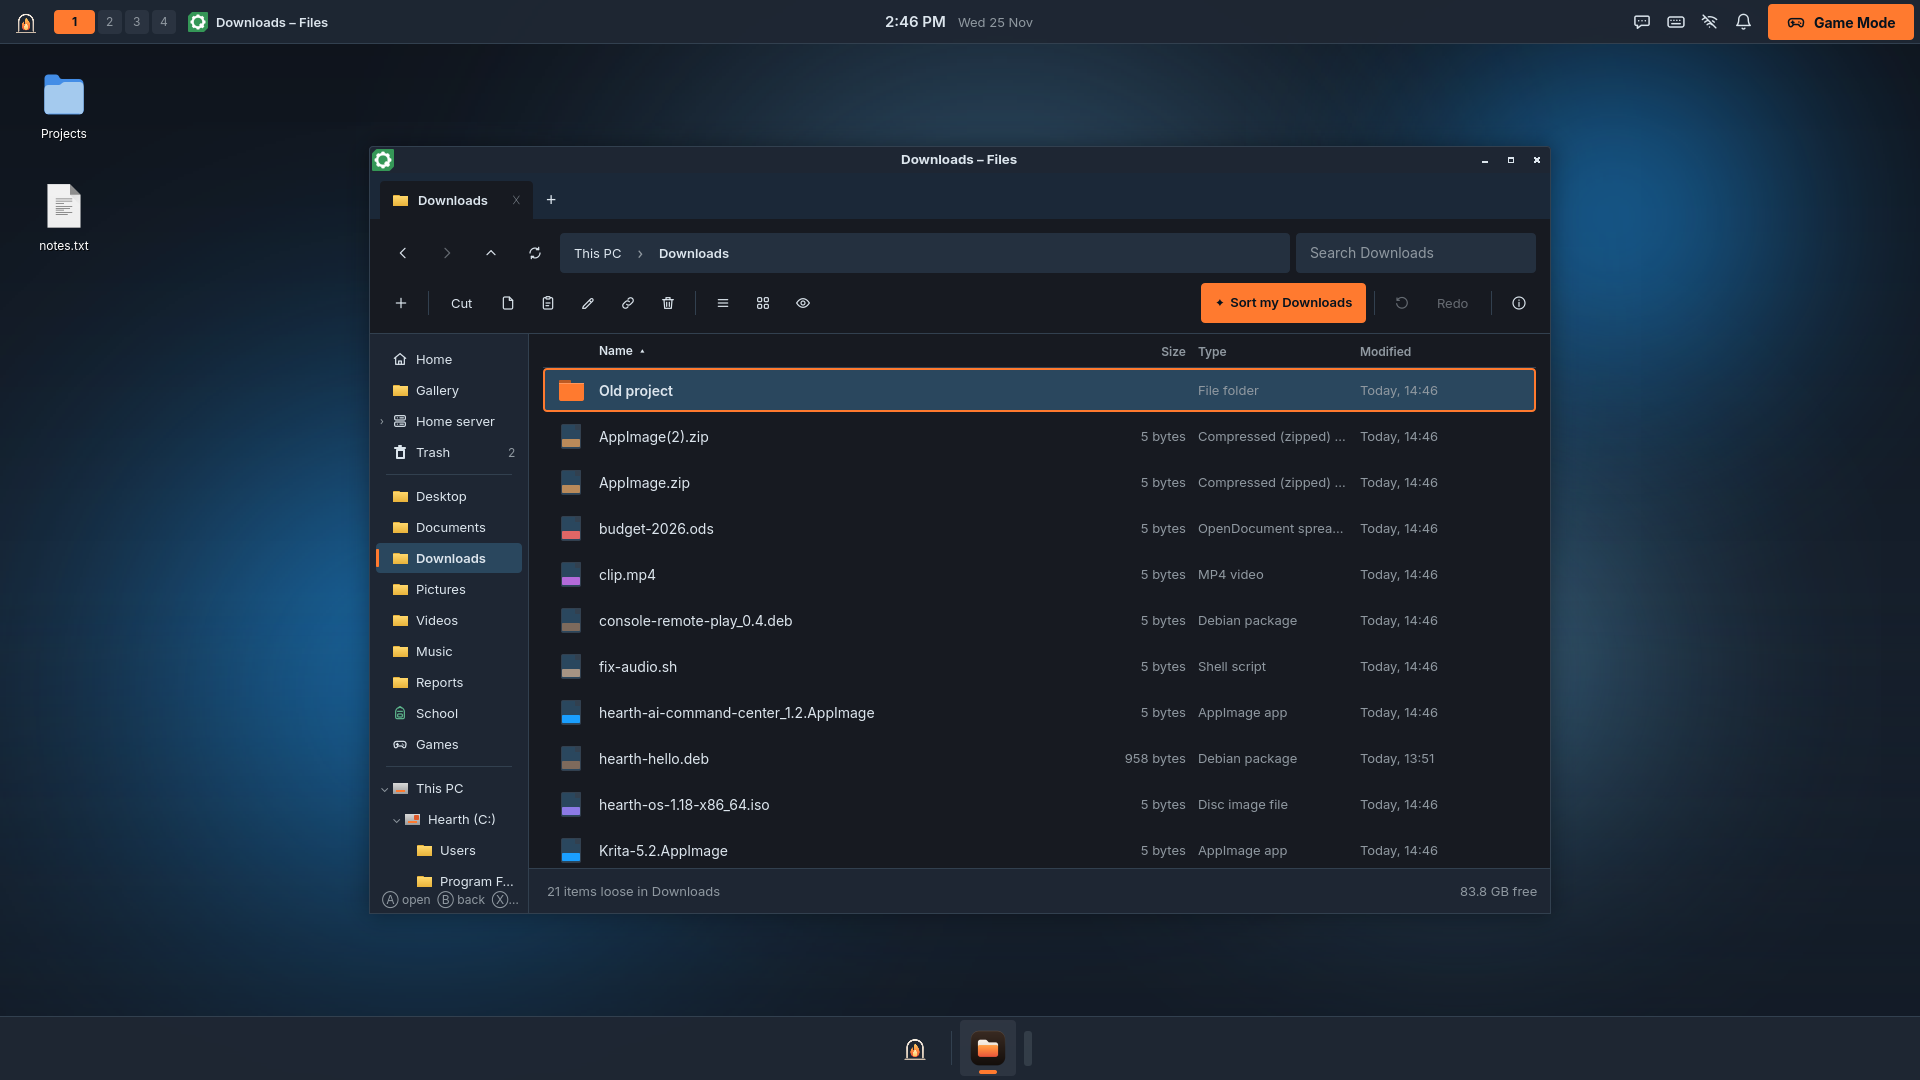 1 2 3 4 Downloads – Files 2:46 PM Wed 25 Nov Game Mode
Projects
notes.txt
Downloads – Files
Downloads
This PC Downloads Search Downloads
Cut Sort my Downloads Redo
Home
Gallery
Home server
Trash 2
Desktop
Documents
Downloads
Pictures
Videos
Music
Reports
School
Games
This PC
Hearth (C:)
Users
Program F...
A open B back X...
Name Size Type Modified
Old project File folder Today, 14:46
AppImage(2).zip 5 bytes Compressed (zipped) ... Today, 14:46
AppImage.zip 5 bytes Compressed (zipped) ... Today, 14:46
budget-2026.ods 5 bytes OpenDocument sprea... Today, 14:46
clip.mp4 5 bytes MP4 video Today, 14:46
console-remote-play_0.4.deb 5 bytes Debian package Today, 14:46
fix-audio.sh 5 bytes Shell script Today, 14:46
hearth-ai-command-center_1.2.AppImage 5 bytes AppImage app Today, 14:46
hearth-hello.deb 958 bytes Debian package Today, 13:51
hearth-os-1.18-x86_64.iso 5 bytes Disc image file Today, 14:46
Krita-5.2.AppImage 5 bytes AppImage app Today, 14:46
21 items loose in Downloads 83.8 GB free